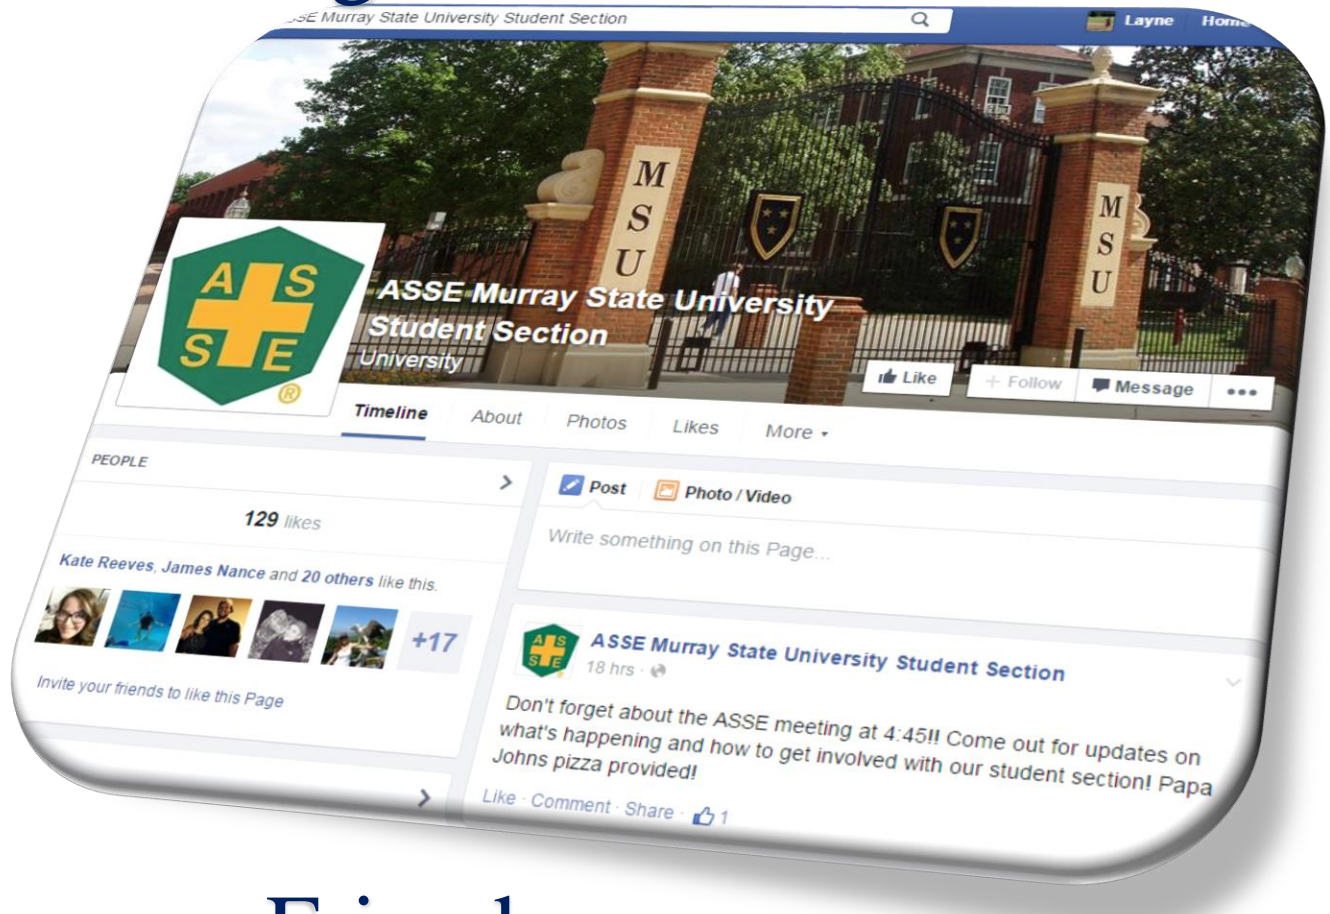 ASSE Murray State University Student Section
Layne Home
M
S
U
M
S
U
A S
S E
®
ASSE Murray State University
Student Section
University
Like
+ Follow
Message
•••
Timeline
About
Photos
Likes
More
PEOPLE
129 likes
Kate Reeves, James Nance and 20 others like this.
+17
Invite your friends to like this Page
Post
Photo / Video
Write something on this Page...
A S
S E
ASSE Murray State University Student Section
18 hrs ·
Don't forget about the ASSE meeting at 4:45!! Come out for updates on
what's happening and how to get involved with our student section! Papa
Johns pizza provided!
Like · Comment · Share · 1